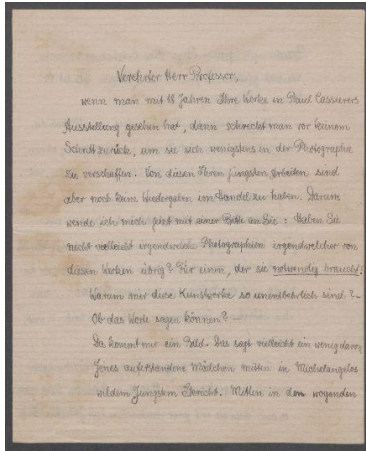 Verehrter Herr Professor,
wenn man mit 18 Jahren Ihre Werke in Paul Cassierers
Ausstellung gesehen hat, dann schreckt man vor keinem
Schritt zurück, um sie sich wenigstens in der Photographie
zu verschaffen. Von diesen Ihren jüngsten Arbeiten sind
aber noch keine Wiedergaben im Handel zu haben. Darum
wende ich mich jetzt mit einer Bitte an Sie: Haben Sie
nicht vielleicht irgendwelche Photographien irgendwelcher von
diesen Werken übrig? Für einen, der sie notwendig braucht!
Warum mir diese Kunstwerke so unentbehrlich sind? –
Ob das Worte sagen können? –
Da kommt mir ein Bild. Das sagt vielleicht ein wenig davon,
Jenes auferstandene Mädchen mitten in Michelangelos
wildem Jüngsten Gericht. Mitten in dem wogenden